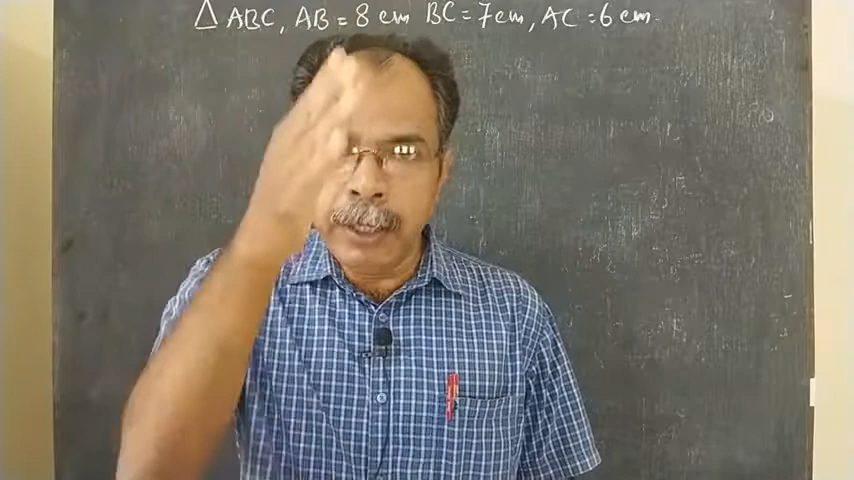 △ ABC, AB = 8 cm BC = 7cm, AC = 6 cm.